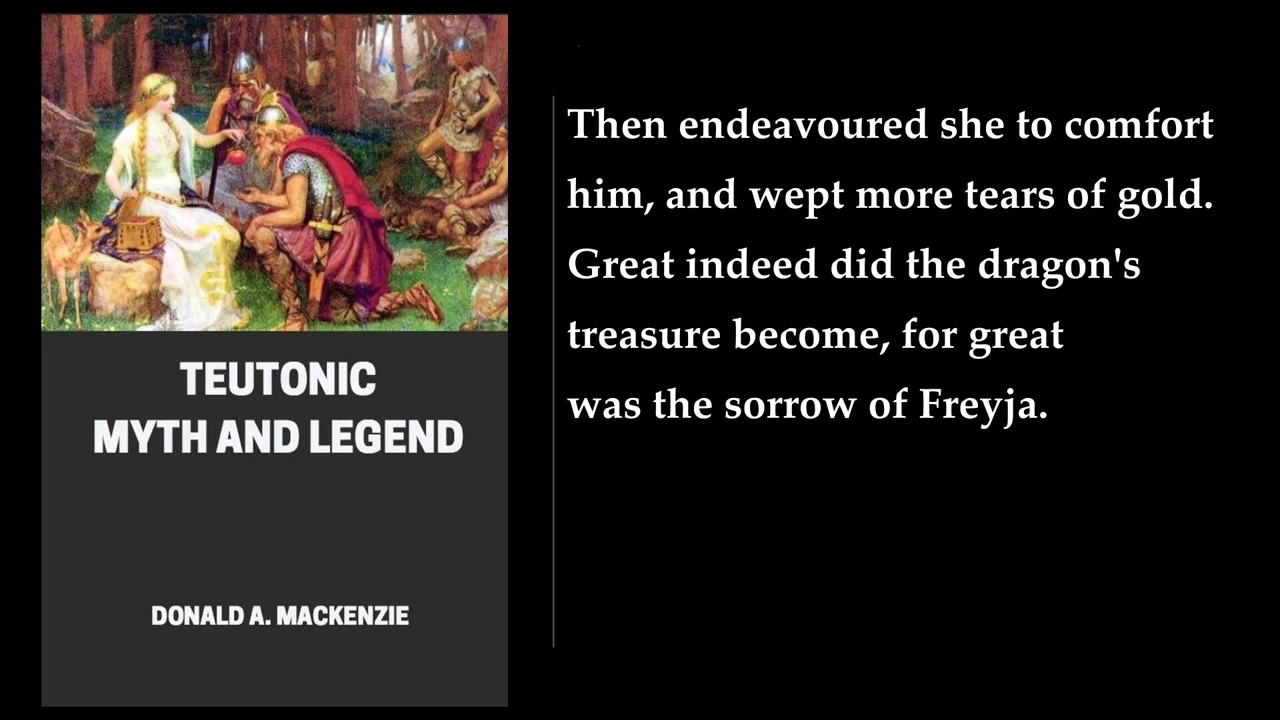 TEUTONIC
MYTH AND LEGEND
DONALD A. MACKENZIE
Then endeavoured she to comfort
him, and wept more tears of gold.
Great indeed did the dragon's
treasure become, for great
was the sorrow of Freyja.